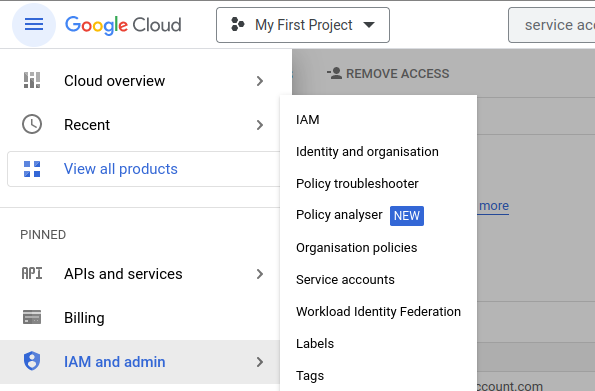 Google Cloud
My First Project
service acc
Cloud overview
REMOVE ACCESS
Recent
IAM
Identity and organisation
View all products
Policy troubleshooter
Policy analyser NEW
more
PINNED
Organisation policies
API APIs and services
Service accounts
Billing
Workload Identity Federation
Labels
IAM and admin
Tags
ccount.com